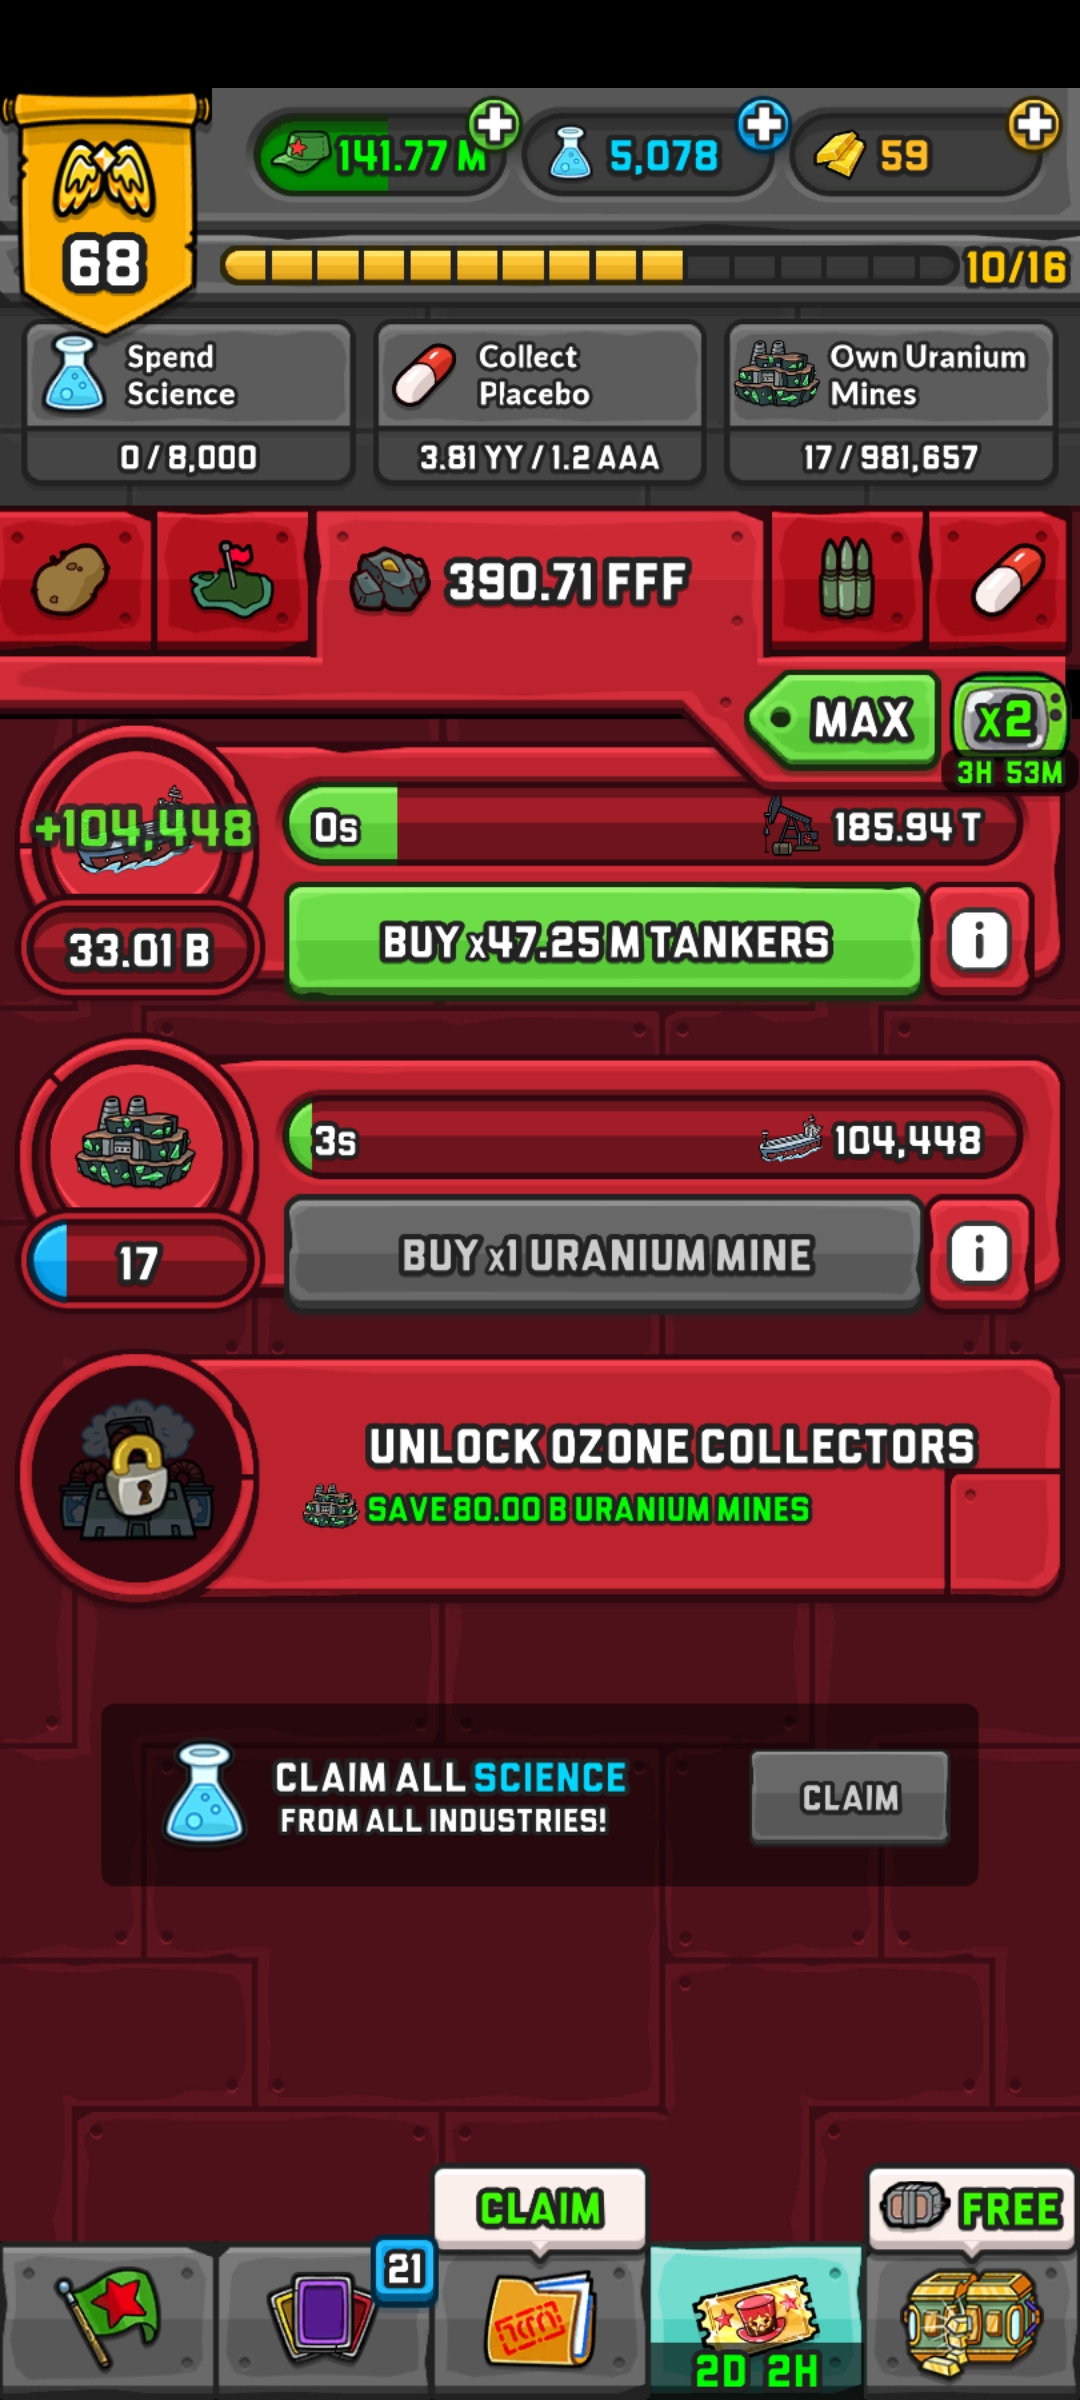 141.77 M
5,078
59
68
10/16
Spend
Science
0 / 8,000
Collect
Placebo
3.81 YY / 1.2 AAA
Own Uranium
Mines
17 / 981,657
390.71 FFF
MAX
x2
3H 53M
+104,448
0s
185.94 T
33.01 B
BUY x47.25 M TANKERS
i
3s
104,448
17
BUY x1 URANIUM MINE
i
UNLOCK OZONE COLLECTORS
SAVE 80.00 B URANIUM MINES
CLAIM ALL SCIENCE
FROM ALL INDUSTRIES!
CLAIM
CLAIM
FREE
21
2D 2H